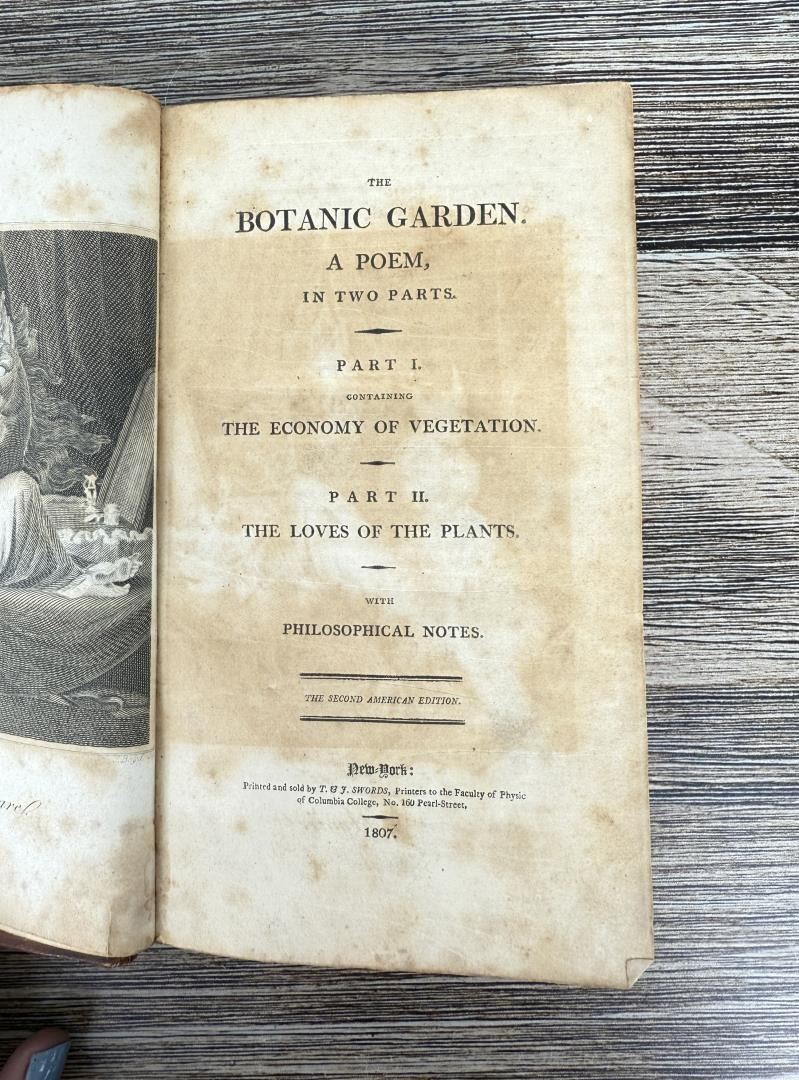 THE
BOTANIC GARDEN.
A POEM,
IN TWO PARTS.
PART I.
CONTAINING
THE ECONOMY OF VEGETATION.
PART II.
THE LOVES OF THE PLANTS.
WITH
PHILOSOPHICAL NOTES.
THE SECOND AMERICAN EDITION.
New-York:
Printed and sold by T. & J. SWORDS, Printers to the Faculty of Physic
of Columbia College, No. 160 Pearl-Street,
1807.